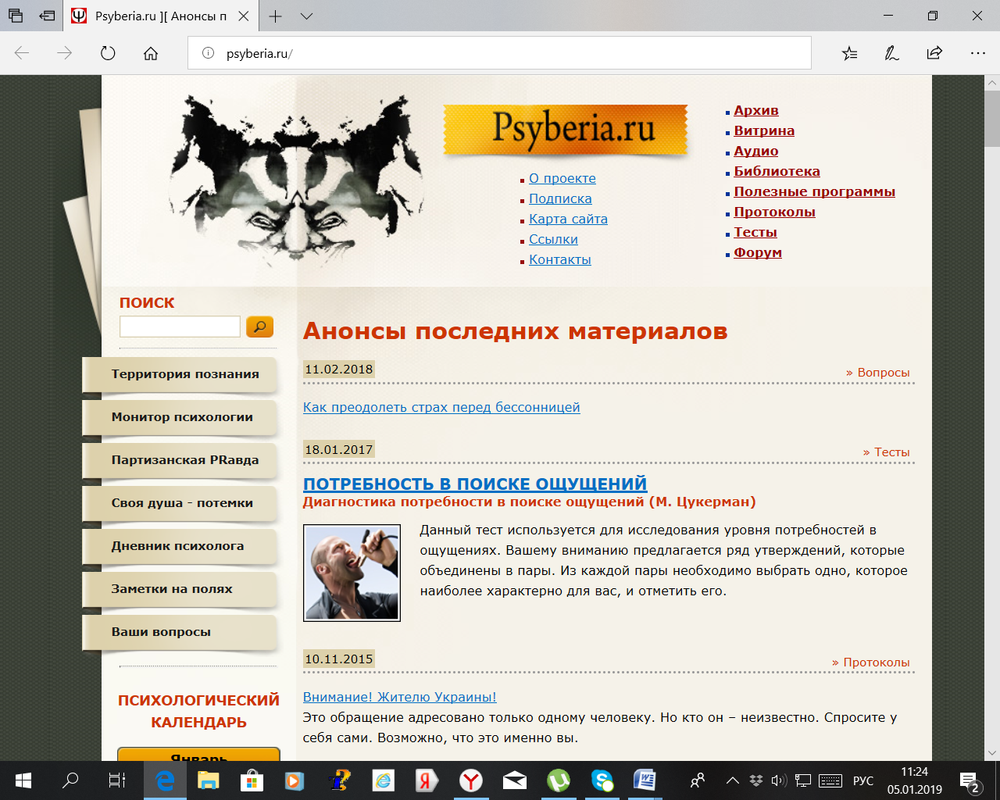 Psyberia.ru ][ Анонсы п
psyberia.ru/
Psyberia.ru
О проекте
Подписка
Карта сайта
Ссылки
Контакты
Архив
Витрина
Аудио
Библиотека
Полезные программы
Протоколы
Тесты
Форум
ПОИСК
Территория познания
Монитор психологии
Партизанская PRавда
Своя душа - потемки
Дневник психолога
Заметки на полях
Ваши вопросы
ПСИХОЛОГИЧЕСКИЙ
КАЛЕНДАРЬ
Январь
Анонсы последних материалов
11.02.2018
» Вопросы
Как преодолеть страх перед бессонницей
18.01.2017
» Тесты
ПОТРЕБНОСТЬ В ПОИСКЕ ОЩУЩЕНИЙ
Диагностика потребности в поиске ощущений (М. Цукерман)
Данный тест используется для исследования уровня потребностей в
ощущениях. Вашему вниманию предлагается ряд утверждений, которые
объединены в пары. Из каждой пары необходимо выбрать одно, которое
наиболее характерно для вас, и отметить его.
10.11.2015
» Протоколы
Внимание! Жителю Украины!
Это обращение адресовано только одному человеку. Но кто он – неизвестно. Спросите у
себя сами. Возможно, что это именно вы.
РУС
11:24
05.01.2019
2